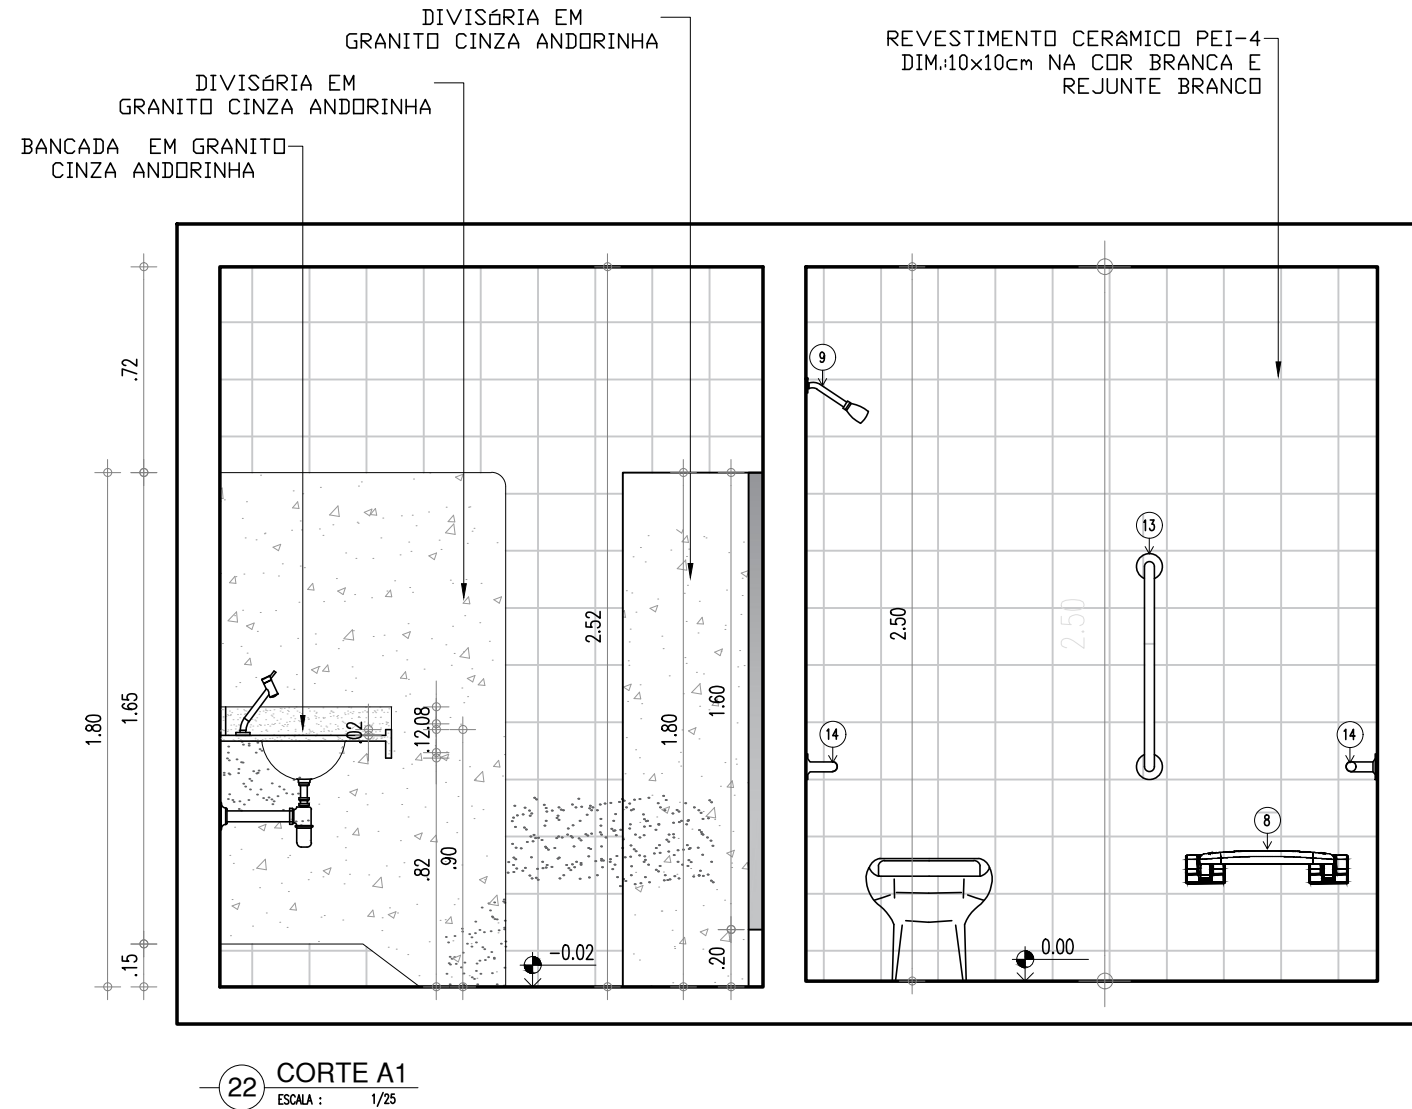 DIVISóRIA EM
GRANITO CINZA ANDORINHA
DIVISóRIA EM
GRANITO CINZA ANDORINHA
BANCADA EM GRANITO
CINZA ANDORINHA
REVESTIMENTO CERâMICO PEI-4
DIM.:10x10cm NA COR BRANCA E
REJUNTE BRANCO
.72
1.65
1.80
.15
.02
.12
.08
.82
.90
2.52
1.80
1.60
.20
-0.02
9
2.50
2.50
13
14
14
8
0.00
22
CORTE A1
ESCALA : 1/25